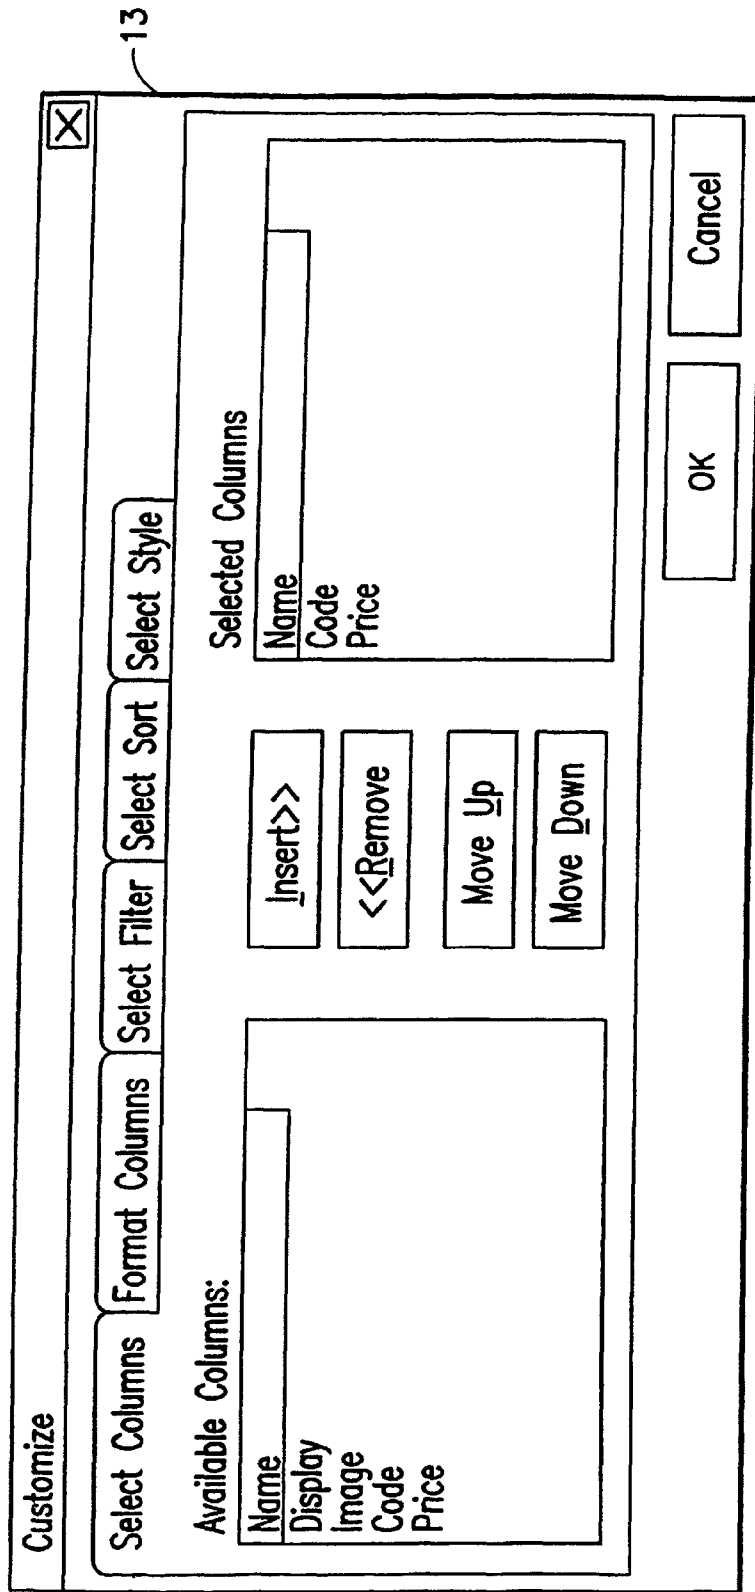 13
Customize
X
Select Columns Format Columns Select Filter Select Sort Select Style
Available Columns:
Name
Display
Image
Code
Price
Insert>>
<<Remove
Move Up
Move Down
Selected Columns
Name
Code
Price
OK
Cancel